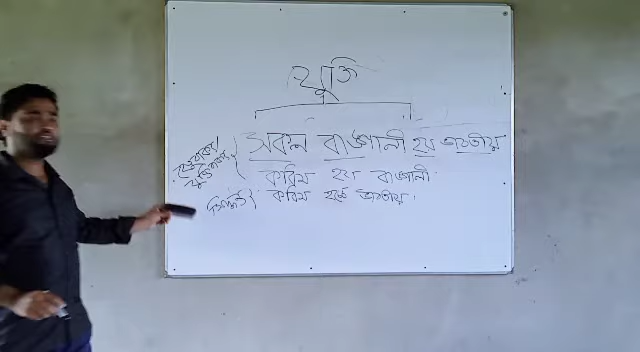 যুক্তি
সকল বাঙালী হয় ভারতীয়
করিম হয় বাঙালী।
করিম হয় ভারতীয়।